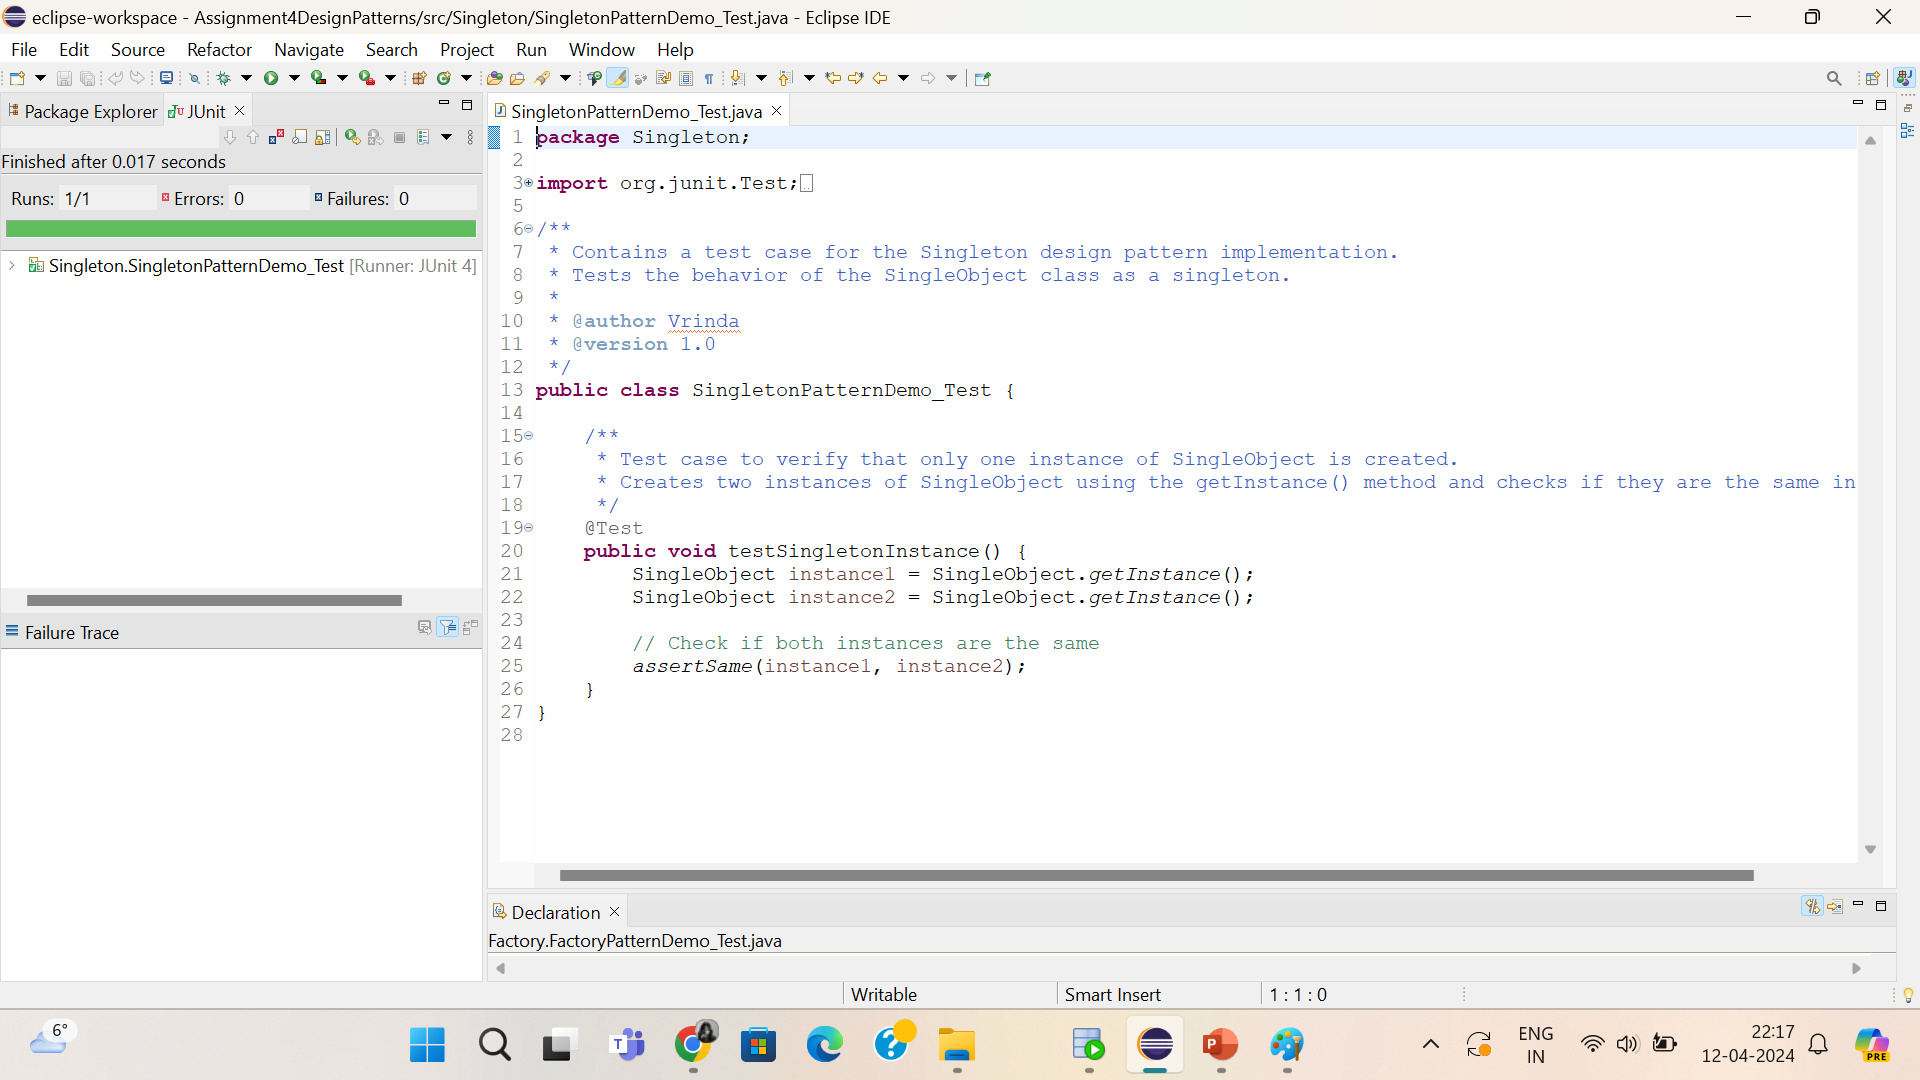 eclipse-workspace - Assignment4DesignPatterns/src/Singleton/SingletonPatternDemo_Test.java - Eclipse IDE
File Edit Source Refactor Navigate Search Project Run Window Help
Package Explorer JUnit
Finished after 0.017 seconds
Runs: 1/1 Errors: 0 Failures: 0
Singleton.SingletonPatternDemo_Test [Runner: JUnit 4]
Failure Trace
SingletonPatternDemo_Test.java
1 package Singleton;
2
3 import org.junit.Test;
5
6 /**
7 * Contains a test case for the Singleton design pattern implementation.
8 * Tests the behavior of the SingleObject class as a singleton.
9 *
10 * @author Vrinda
11 * @version 1.0
12 */
13 public class SingletonPatternDemo_Test {
14
15 /**
16 * Test case to verify that only one instance of SingleObject is created.
17 * Creates two instances of SingleObject using the getInstance() method and checks if they are the same in
18 */
19 @Test
20 public void testSingletonInstance() {
21 SingleObject instance1 = SingleObject.getInstance();
22 SingleObject instance2 = SingleObject.getInstance();
23
24 // Check if both instances are the same
25 assertSame(instance1, instance2);
26 }
27 }
28
Declaration
Factory.FactoryPatternDemo_Test.java
Writable Smart Insert 1 : 1 : 0
6°
ENG
IN
22:17
12-04-2024
PRE